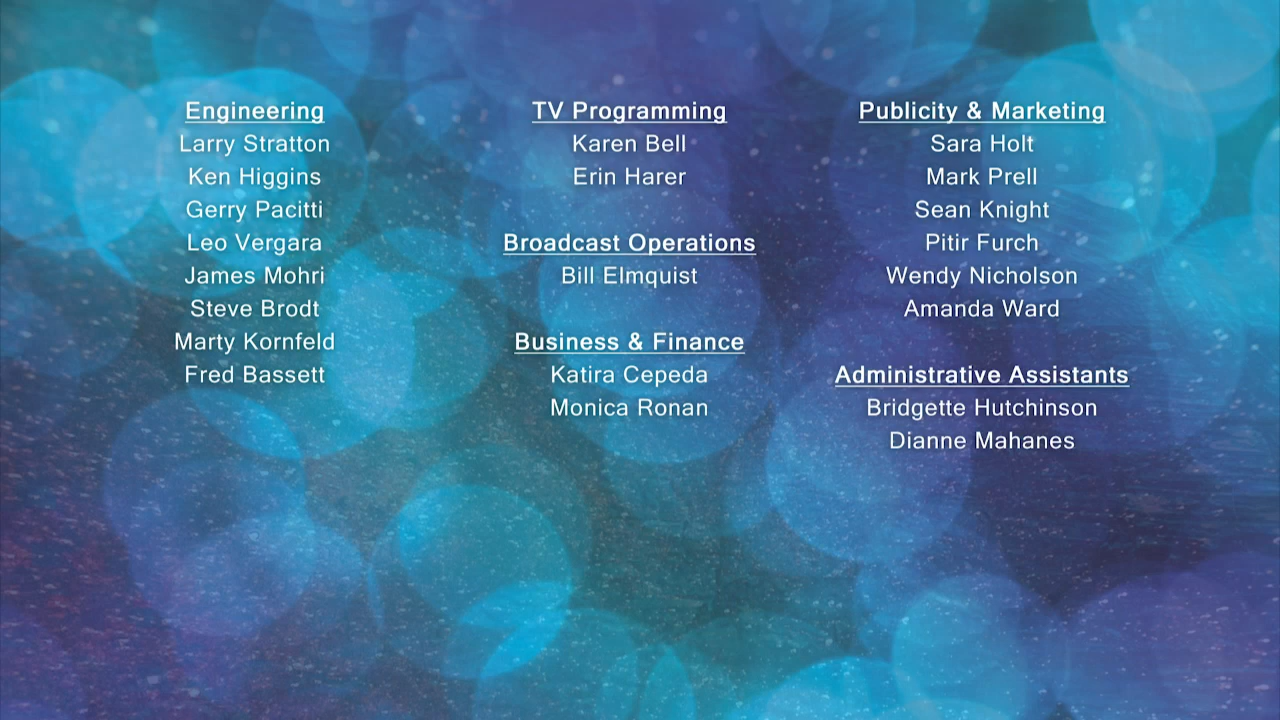 Engineering
Larry Stratton
Ken Higgins
Gerry Pacitti
Leo Vergara
James Mohri
Steve Brodt
Marty Kornfeld
Fred Bassett
TV Programming
Karen Bell
Erin Harer
Broadcast Operations
Bill Elmquist
Business & Finance
Katira Cepeda
Monica Ronan
Publicity & Marketing
Sara Holt
Mark Prell
Sean Knight
Pitir Furch
Wendy Nicholson
Amanda Ward
Administrative Assistants
Bridgette Hutchinson
Dianne Mahanes